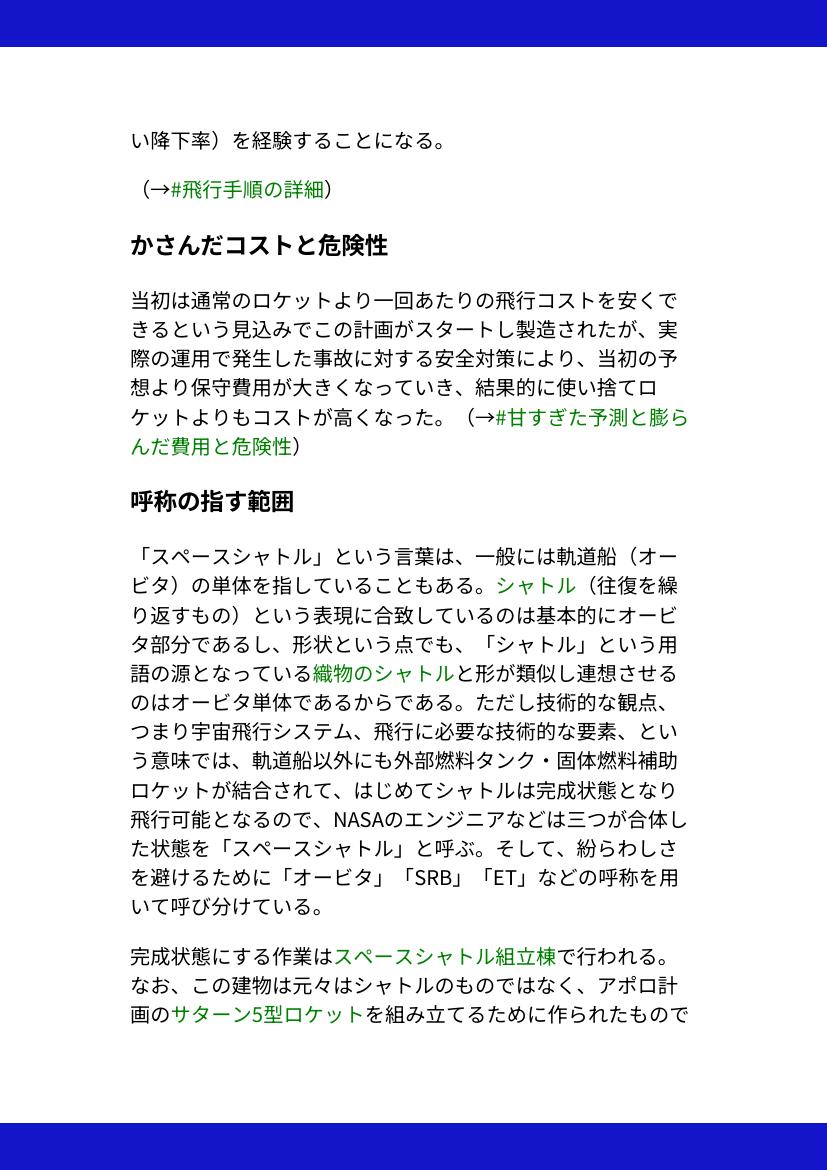 い降下率）を経験することになる。
（→#飛行手順の詳細）
かさんだコストと危険性
当初は通常のロケットより一回あたりの飛行コストを安くで
きるという見込みでこの計画がスタートし製造されたが、実
際の運用で発生した事故に対する安全対策により、当初の予
想より保守費用が大きくなっていき、結果的に使い捨てロ
ケットよりもコストが高くなった。（→#甘すぎた予測と膨ら
んだ費用と危険性）
呼称の指す範囲
「スペースシャトル」という言葉は、一般には軌道船（オー
ビタ）の単体を指していることもある。シャトル（往復を繰
り返すもの）という表現に合致しているのは基本的にオービ
タ部分であるし、形状という点でも、「シャトル」という用
語の源となっている織物のシャトルと形が類似し連想させる
のはオービタ単体であるからである。ただし技術的な観点、
つまり宇宙飛行システム、飛行に必要な技術的な要素、とい
う意味では、軌道船以外にも外部燃料タンク・固体燃料補助
ロケットが結合されて、はじめてシャトルは完成状態となり
飛行可能となるので、NASAのエンジニアなどは三つが合体し
た状態を「スペースシャトル」と呼ぶ。そして、紛らわしさ
を避けるために「オービタ」「SRB」「ET」などの呼称を用
いて呼び分けている。
完成状態にする作業はスペースシャトル組立棟で行われる。
なお、この建物は元々はシャトルのものではなく、アポロ計
画のサターン5型ロケットを組み立てるために作られたもので